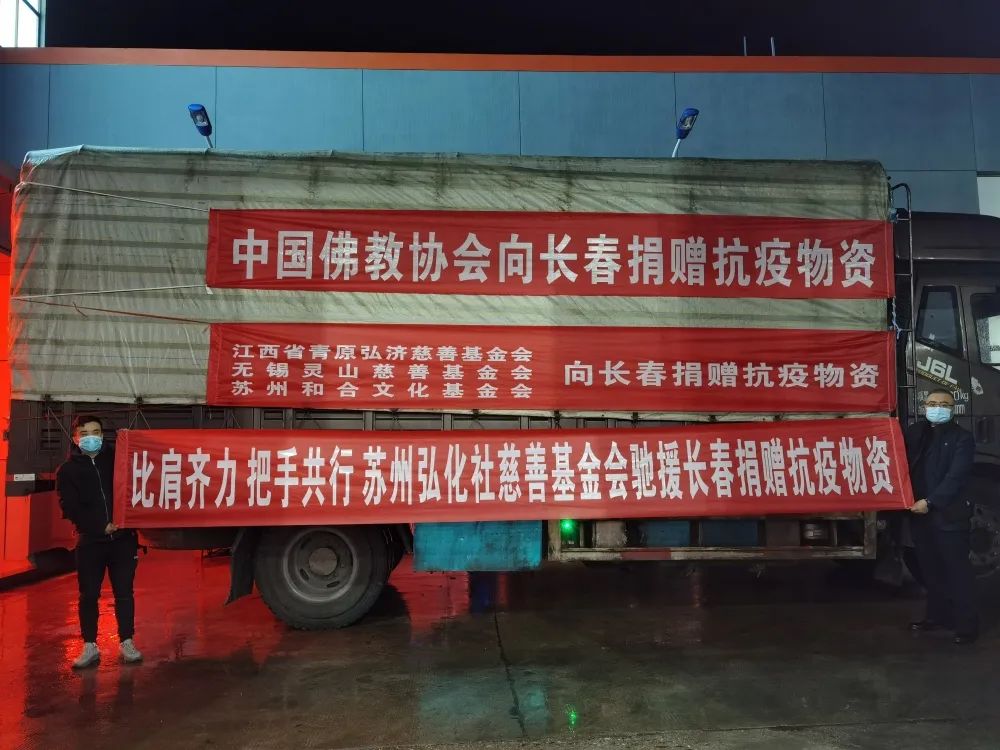 中国佛教协会向长春捐赠抗疫物资
江西省青原弘济慈善基金会
无锡灵山慈善基金会
苏州和合文化基金会
向长春捐赠抗疫物资
比肩齐力 把手共行 苏州弘化社慈善基金会驰援长春捐赠抗疫物资
J6L